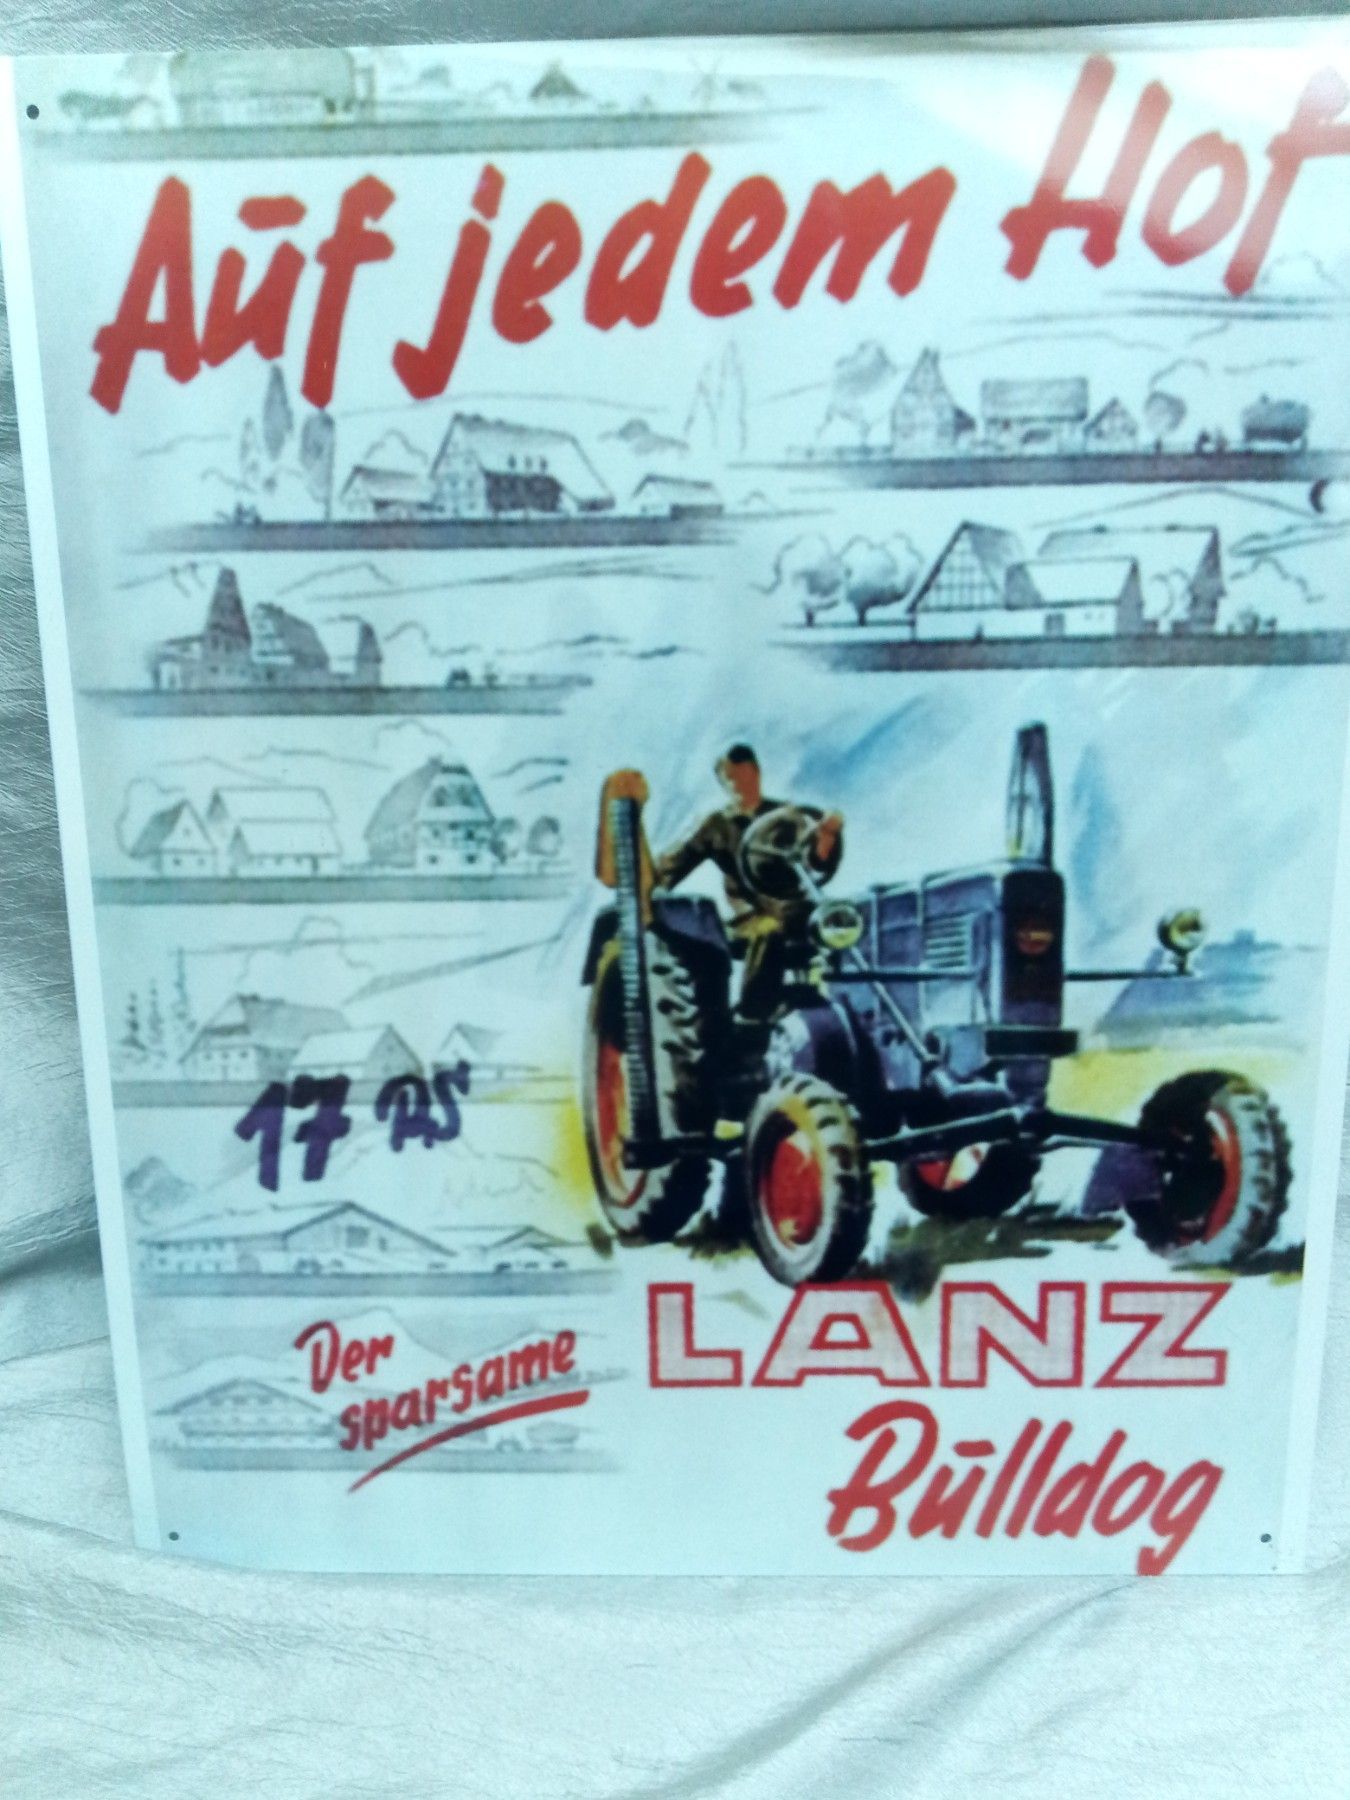 Auf jedem Hof
17 PS
Der
sparsame
LANZ
Bulldog